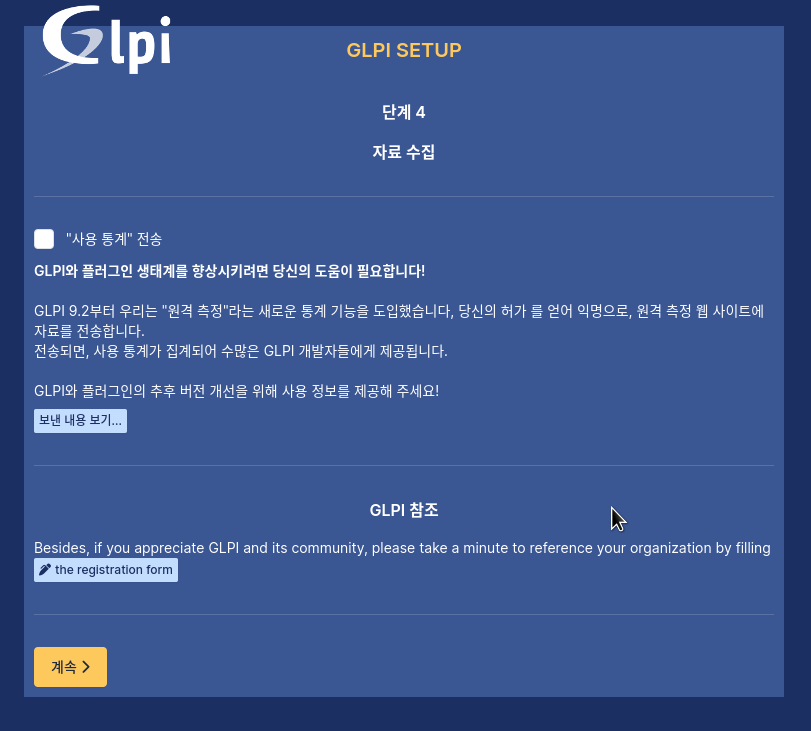 Glpi
GLPI SETUP
단계 4
자료 수집
"사용 통계" 전송
GLPI와 플러그인 생태계를 향상시키려면 당신의 도움이 필요합니다!
GLPI 9.2부터 우리는 "원격 측정"라는 새로운 통계 기능을 도입했습니다, 당신의 허가 를 얻어 익명으로, 원격 측정 웹 사이트에
자료를 전송합니다.
전송되면, 사용 통계가 집계되어 수많은 GLPI 개발자들에게 제공됩니다.
GLPI와 플러그인의 추후 버전 개선을 위해 사용 정보를 제공해 주세요!
보낸 내용 보기...
GLPI 참조
Besides, if you appreciate GLPI and its community, please take a minute to reference your organization by filling
the registration form
계속